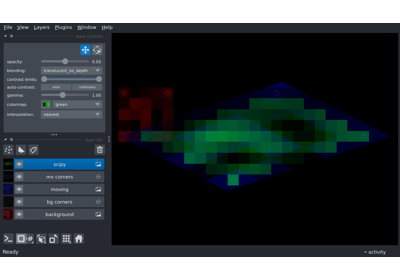 File View Layers Plugins Window Help
opacity: 0.50
blending: translucent_no_depth
contrast limits:
auto-contrast: once continuous
gamma: 1.00
colormap: green
interpolation: nearest
scipy
mv corners
moving
bg corners
background
Ready
activity